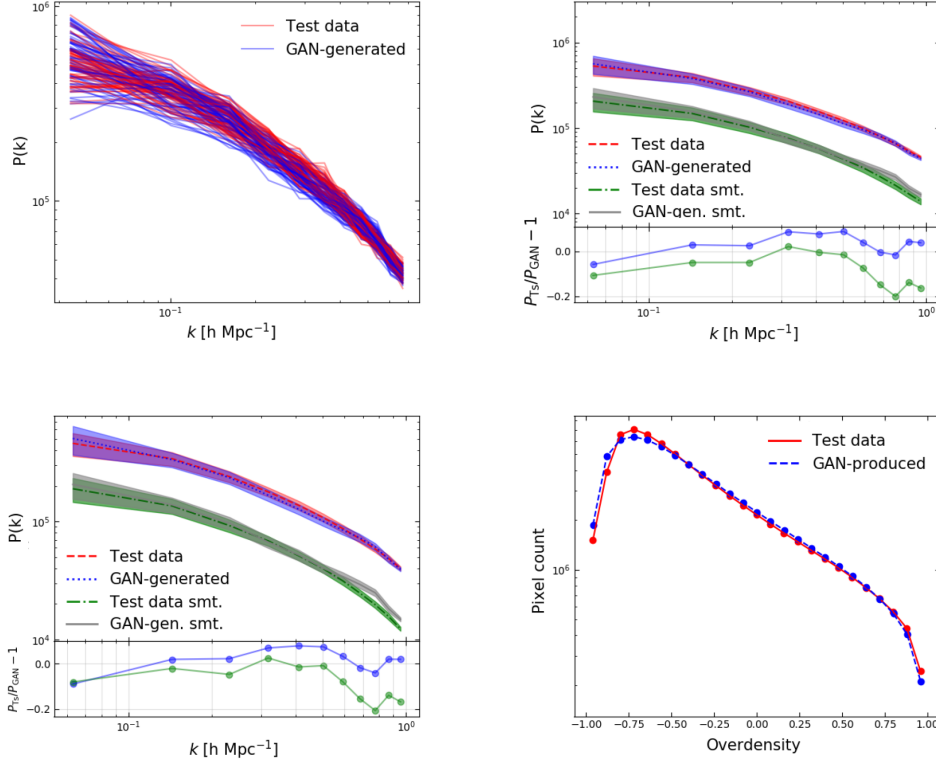 10⁶
10⁵
P(k)
Test data
GAN-generated
10⁻¹
k [h Mpc⁻¹]
10⁶
10⁵
10⁴
P(k)
Test data
GAN-generated
Test data smt.
GAN-gen. smt.
0.0
−0.2
P_Ts/P_GAN − 1
10⁻¹
10⁰
k [h Mpc⁻¹]
10⁵
10⁴
P(k)
Test data
GAN-generated
Test data smt.
GAN-gen. smt.
0.0
−0.2
P_Ts/P_GAN − 1
10⁻¹
10⁰
k [h Mpc⁻¹]
Test data
GAN-produced
Pixel count
10⁶
−1.00 −0.75 −0.50 −0.25 0.00 0.25 0.50 0.75 1.00
Overdensity